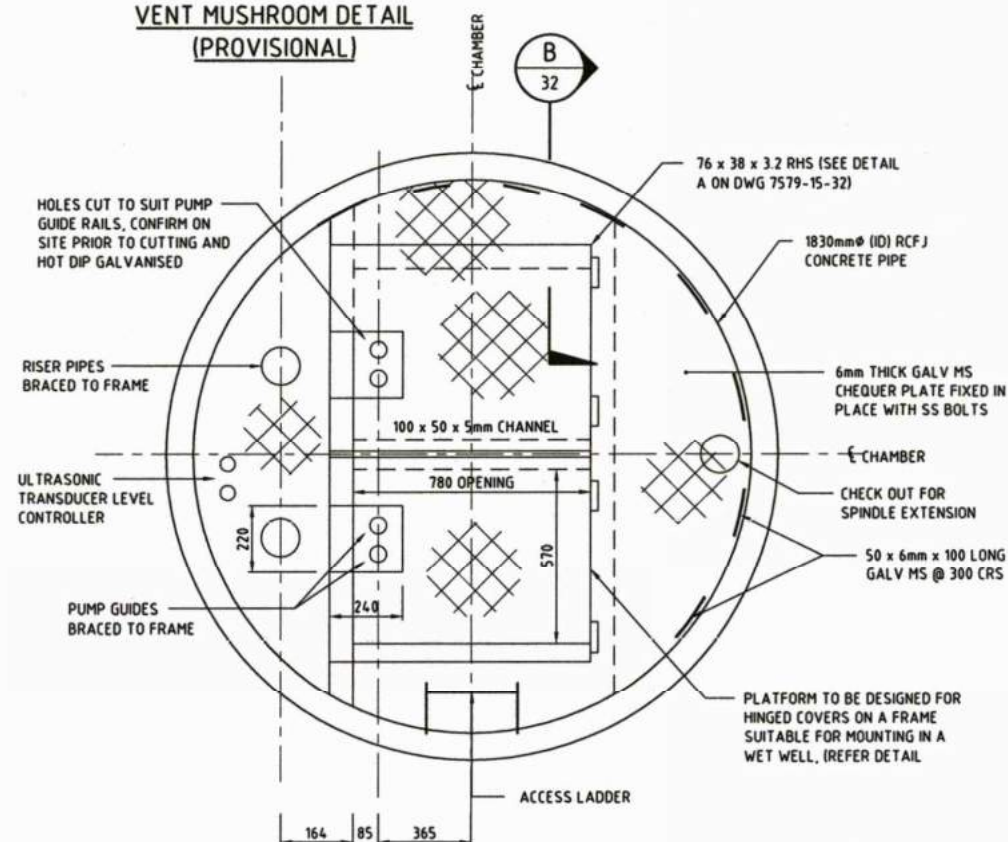 VENT MUSHROOM DETAIL
(PROVISIONAL)
℄ CHAMBER
B
32
76 x 38 x 3.2 RHS (SEE DETAIL
A ON DWG 7579-15-32)
HOLES CUT TO SUIT PUMP
GUIDE RAILS, CONFIRM ON
SITE PRIOR TO CUTTING AND
HOT DIP GALVANISED
1830mmø (ID) RCFJ
CONCRETE PIPE
RISER PIPES
BRACED TO FRAME
6mm THICK GALV MS
CHEQUER PLATE FIXED IN
PLACE WITH SS BOLTS
100 x 50 x 5mm CHANNEL
℄ CHAMBER
780 OPENING
ULTRASONIC
TRANSDUCER LEVEL
CONTROLLER
CHECK OUT FOR
SPINDLE EXTENSION
220
570
50 x 6mm x 100 LONG
GALV MS @ 300 CRS
240
PUMP GUIDES
BRACED TO FRAME
PLATFORM TO BE DESIGNED FOR
HINGED COVERS ON A FRAME
SUITABLE FOR MOUNTING IN A
WET WELL, (REFER DETAIL
ACCESS LADDER
164
85
365